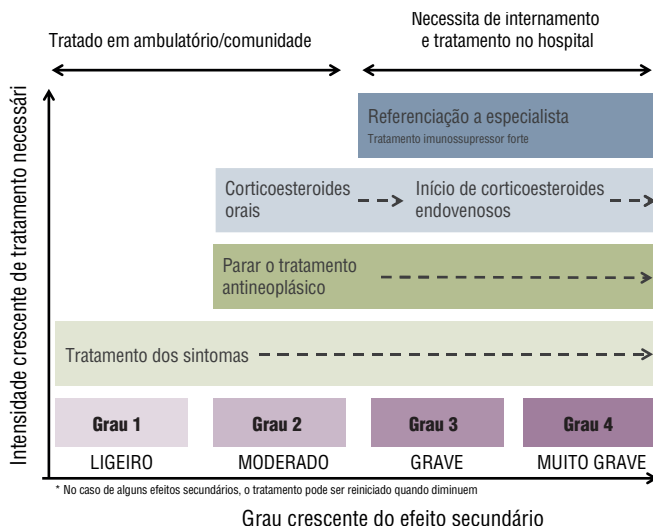 Tratado em ambulatório/comunidade
Necessita de internamento
e tratamento no hospital
Intensidade crescente de tratamento necessári
Referenciação a especialista
Tratamento imunossupressor forte
Corticoesteroides
orais
Início de corticoesteroides
endovenosos
Parar o tratamento
antineoplásico
Tratamento dos sintomas
Grau 1
Grau 2
Grau 3
Grau 4
LIGEIRO
MODERADO
GRAVE
MUITO GRAVE
* No caso de alguns efeitos secundários, o tratamento pode ser reiniciado quando diminuem
Grau crescente do efeito secundário